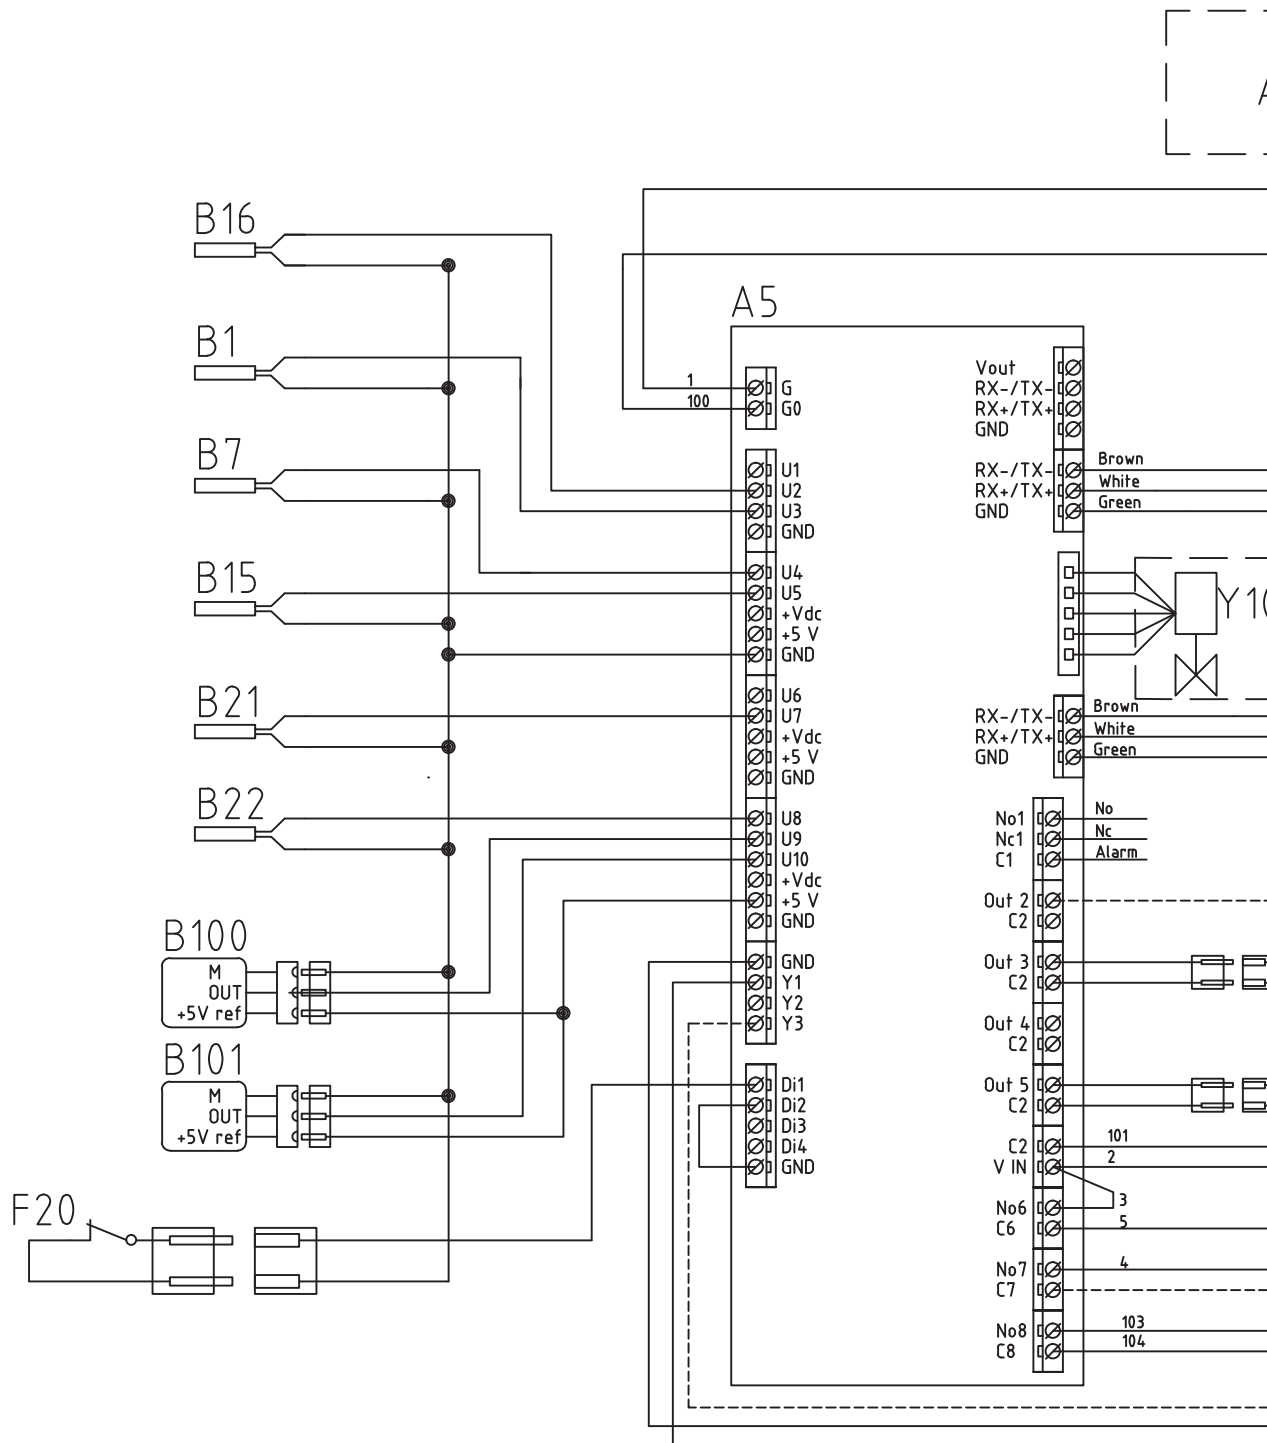 A
B16
A5
B1
Vout
1
G
RX-/TX-
100
G0
RX+/TX+
GND
B7
U1
RX-/TX-
Brown
U2
RX+/TX+
White
U3
GND
Green
GND
B15
U4
U5
+Vdc
Y10
+5 V
GND
B21
U6
U7
RX-/TX-
Brown
+Vdc
RX+/TX+
White
+5 V
GND
Green
GND
B22
U8
No1
No
U9
Nc1
Nc
U10
C1
Alarm
+Vdc
+5 V
Out 2
GND
C2
B100
M
GND
Out 3
OUT
Y1
C2
+5V ref
Y2
Y3
Out 4
C2
B101
M
Di1
Out 5
OUT
Di2
C2
+5V ref
Di3
Di4
C2
101
GND
V IN
2
F20
No6
3
C6
5
No7
4
C7
No8
103
C8
104